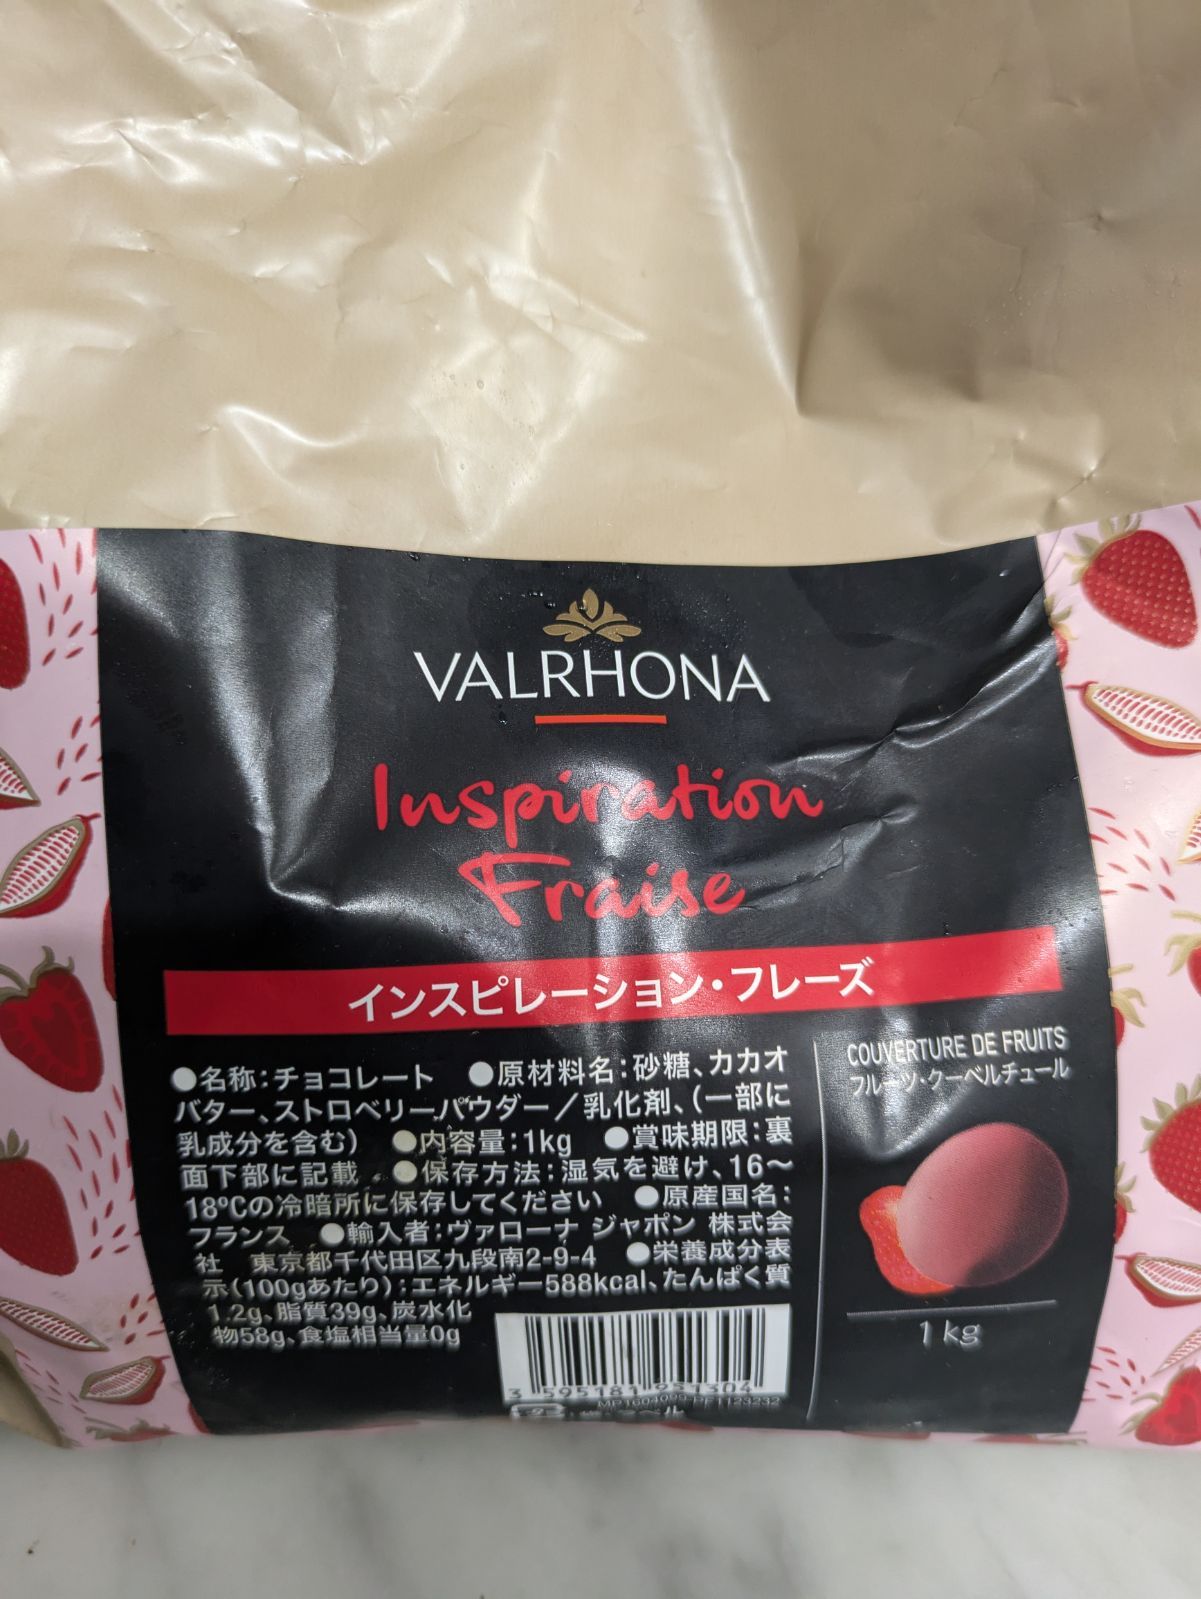 VALRHONA
Inspiration
Fraise
インスピレーション・フレーズ
●名称:チョコレート ●原材料名:砂糖、カカオ
バター、ストロベリーパウダー/乳化剤、(一部に
乳成分を含む) ●内容量:1kg ●賞味期限:裏
面下部に記載 ●保存方法:湿気を避け、16〜
18℃の冷暗所に保存してください ●原産国名:
フランス ●輸入者:ヴァローナ ジャポン 株式会
社 東京都千代田区九段南2-9-4 ●栄養成分表
示(100gあたり):エネルギー588kcal、たんぱく質
1.2g、脂質39g、炭水化
物58g、食塩相当量0g
COUVERTURE DE FRUITS
フルーツ・クーベルチュール
1 kg
3 595181 931304